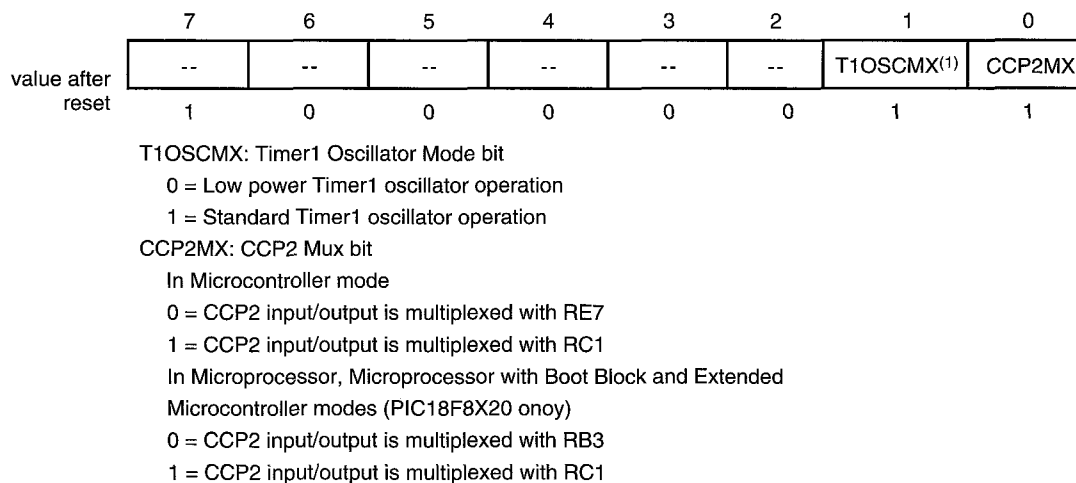 7 6 5 4 3 2 1 0
value after reset
-- -- -- -- -- -- T1OSCMX(1) CCP2MX
1 0 0 0 0 0 1 1
T1OSCMX: Timer1 Oscillator Mode bit
0 = Low power Timer1 oscillator operation
1 = Standard Timer1 oscillator operation
CCP2MX: CCP2 Mux bit
In Microcontroller mode
0 = CCP2 input/output is multiplexed with RE7
1 = CCP2 input/output is multiplexed with RC1
In Microprocessor, Microprocessor with Boot Block and Extended
Microcontroller modes (PIC18F8X20 onoy)
0 = CCP2 input/output is multiplexed with RB3
1 = CCP2 input/output is multiplexed with RC1